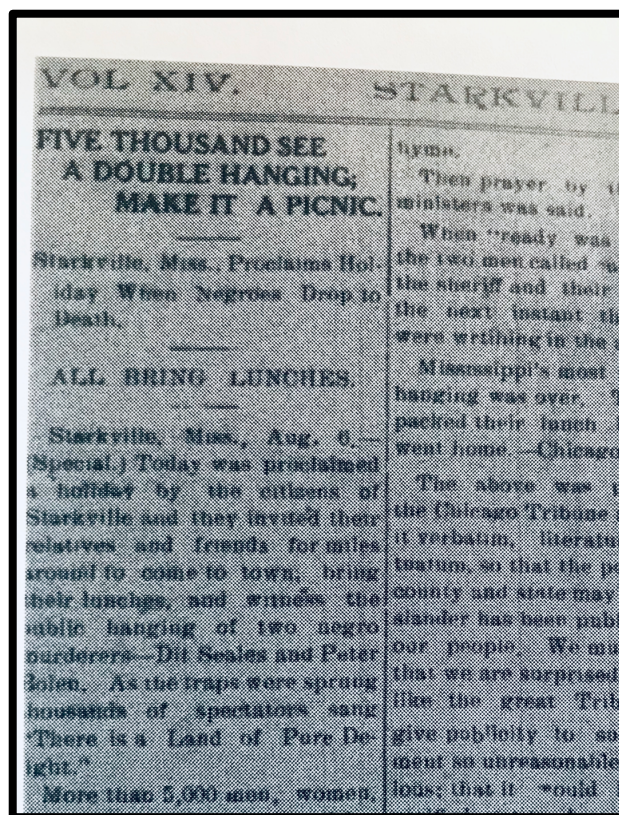 VOL XIV. STARKVILL
FIVE THOUSAND SEE
A DOUBLE HANGING;
MAKE IT A PICNIC.
Starkville, Miss., Proclaims Hol-
iday When Negroes Drop to
Death.
ALL BRING LUNCHES.
Starkville, Miss., Aug. 6,—
(Special.) Today was proclaimed
a holiday by the citizens of
Starkville and they invited their
relatives and friends for miles
around to come to town, bring
their lunches, and witness the
public hanging of two negro
murderers—Dit Seales and Peter
Bolen. As the traps were sprung
thousands of spectators sang
"There is a Land of Pure De-
ight."
More than 5,000 men, women,
hymn.
Then prayer by
ministers was said.
When "ready was
the two men called
the sheriff and their
the next instant
were wrtihing in the
Mississippi's most
hanging was over.
packed their lunch
went home.—Chicago
The above was
the Chicago Tribune
it verbatim, literatu
tuatum, so that the pe
county and state may
slander has been publ
our people. We mu
that we are surprised
like the great Trib
give publicity to so
ment so unreasonable
ious; that it would